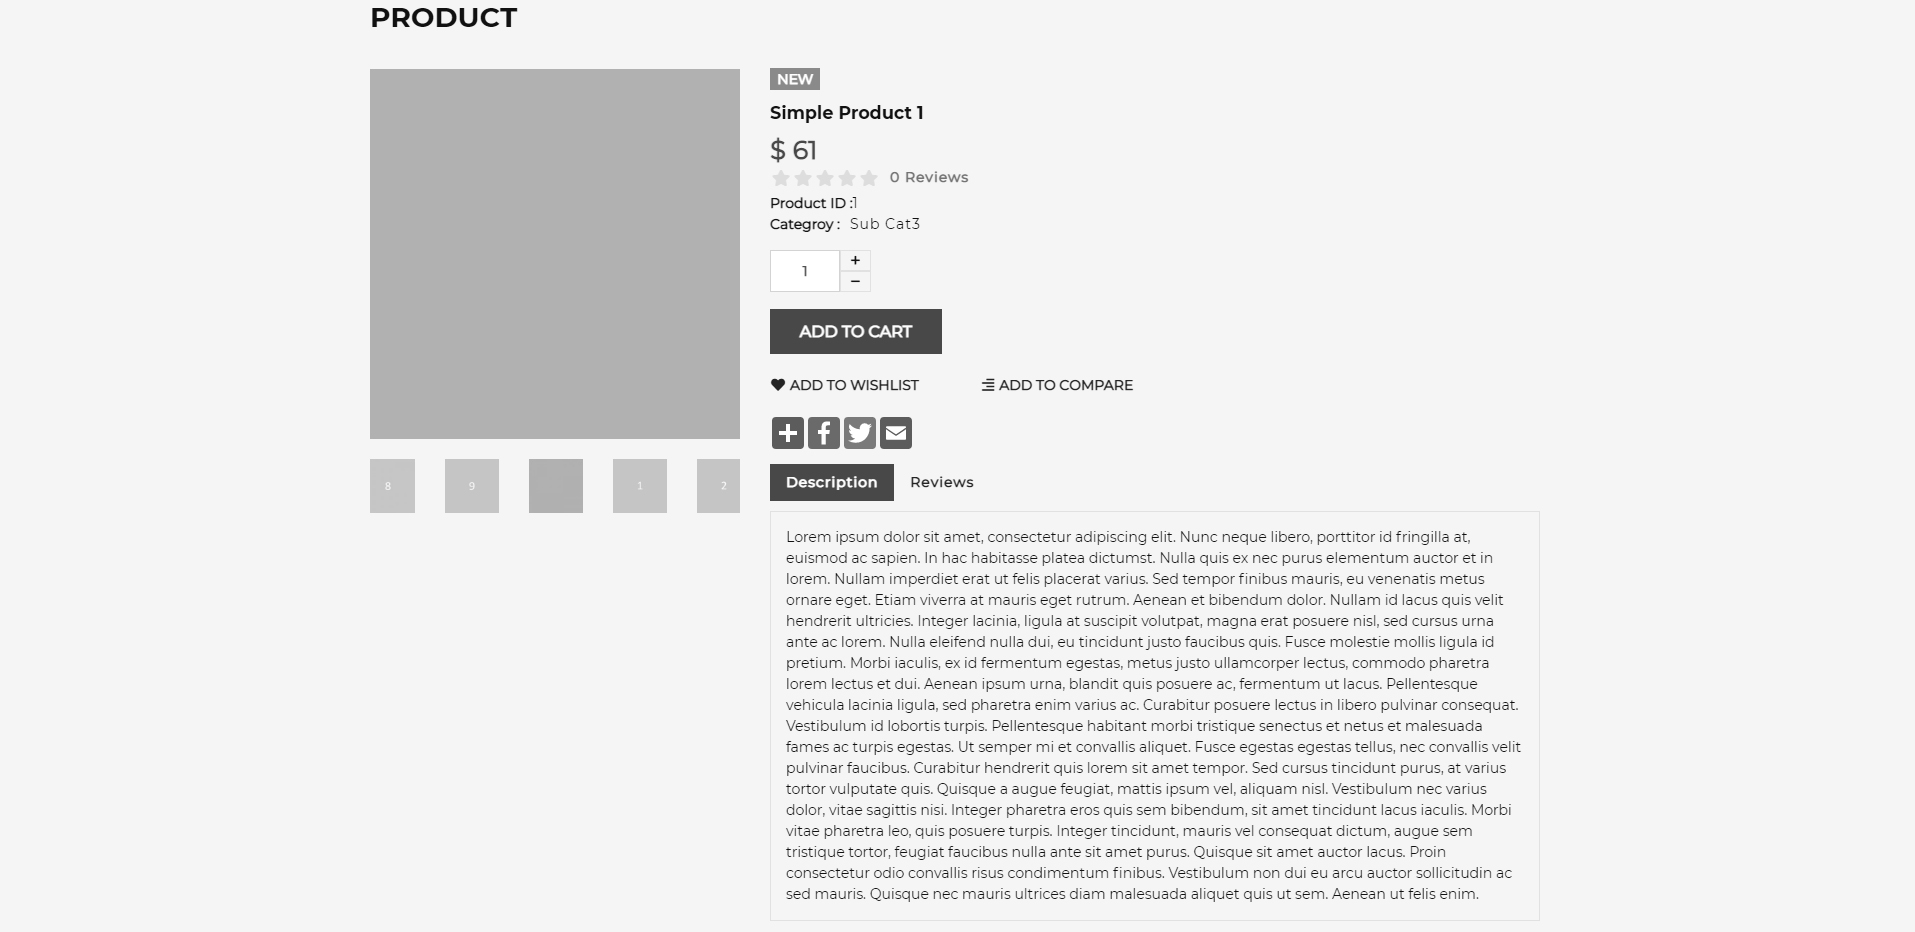 PRODUCT
NEW
Simple Product 1
$ 61
0 Reviews
Product ID :1
Categroy : Sub Cat3
1
+
−
ADD TO CART
ADD TO WISHLIST
ADD TO COMPARE
8
9
1
2
Description
Reviews
Lorem ipsum dolor sit amet, consectetur adipiscing elit. Nunc neque libero, porttitor id fringilla at,
euismod ac sapien. In hac habitasse platea dictumst. Nulla quis ex nec purus elementum auctor et in
lorem. Nullam imperdiet erat ut felis placerat varius. Sed tempor finibus mauris, eu venenatis metus
ornare eget. Etiam viverra at mauris eget rutrum. Aenean et bibendum dolor. Nullam id lacus quis velit
hendrerit ultricies. Integer lacinia, ligula at suscipit volutpat, magna erat posuere nisl, sed cursus urna
ante ac lorem. Nulla eleifend nulla dui, eu tincidunt justo faucibus quis. Fusce molestie mollis ligula id
pretium. Morbi iaculis, ex id fermentum egestas, metus justo ullamcorper lectus, commodo pharetra
lorem lectus et dui. Aenean ipsum urna, blandit quis posuere ac, fermentum ut lacus. Pellentesque
vehicula lacinia ligula, sed pharetra enim varius ac. Curabitur posuere lectus in libero pulvinar consequat.
Vestibulum id lobortis turpis. Pellentesque habitant morbi tristique senectus et netus et malesuada
fames ac turpis egestas. Ut semper mi et convallis aliquet. Fusce egestas egestas tellus, nec convallis velit
pulvinar faucibus. Curabitur hendrerit quis lorem sit amet tempor. Sed cursus tincidunt purus, at varius
tortor vulputate quis. Quisque a augue feugiat, mattis ipsum vel, aliquam nisl. Vestibulum nec varius
dolor, vitae sagittis nisi. Integer pharetra eros quis sem bibendum, sit amet tincidunt lacus iaculis. Morbi
vitae pharetra leo, quis posuere turpis. Integer tincidunt, mauris vel consequat dictum, augue sem
tristique tortor, feugiat faucibus nulla ante sit amet purus. Quisque sit amet auctor lacus. Proin
consectetur odio convallis risus condimentum finibus. Vestibulum non dui eu arcu auctor sollicitudin ac
sed mauris. Quisque nec mauris ultrices diam malesuada aliquet quis ut sem. Aenean ut felis enim.